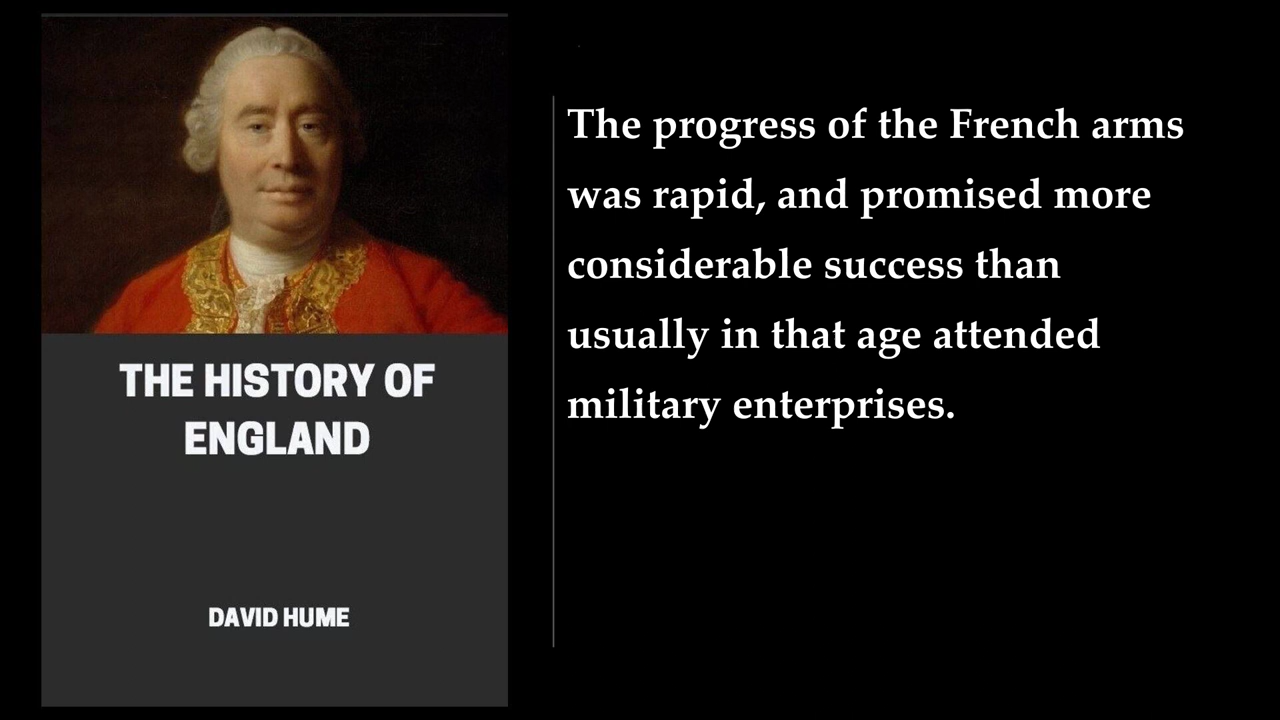 THE HISTORY OF
ENGLAND
DAVID HUME
The progress of the French arms
was rapid, and promised more
considerable success than
usually in that age attended
military enterprises.